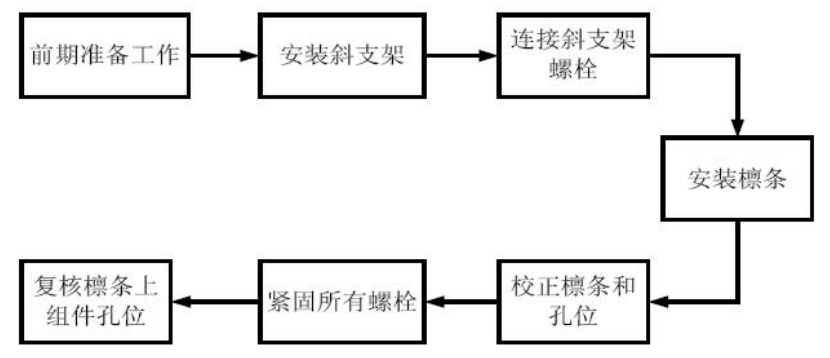 前期准备工作
安装斜支架
连接斜支架
螺栓
安装檩条
校正檩条和
孔位
紧固所有螺栓
复核檩条上
组件孔位